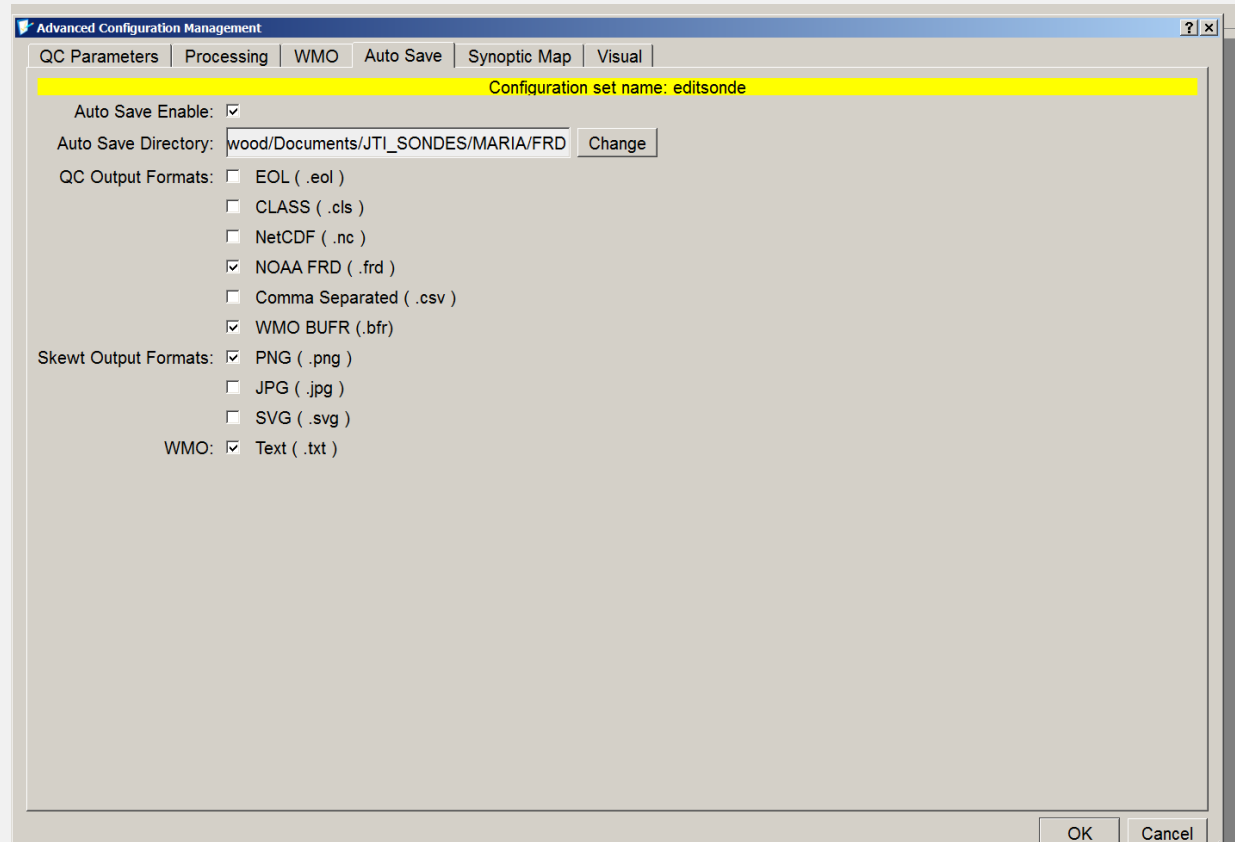 Advanced Configuration Management
QC Parameters Processing WMO Auto Save Synoptic Map Visual
Configuration set name: editsonde
Auto Save Enable:
Auto Save Directory: wood/Documents/JTI_SONDES/MARIA/FRD Change
QC Output Formats: EOL ( .eol )
CLASS ( .cls )
NetCDF ( .nc )
NOAA FRD ( .frd )
Comma Separated ( .csv )
WMO BUFR (.bfr)
Skewt Output Formats: PNG ( .png )
JPG ( .jpg )
SVG ( .svg )
WMO: Text ( .txt )
OK Cancel